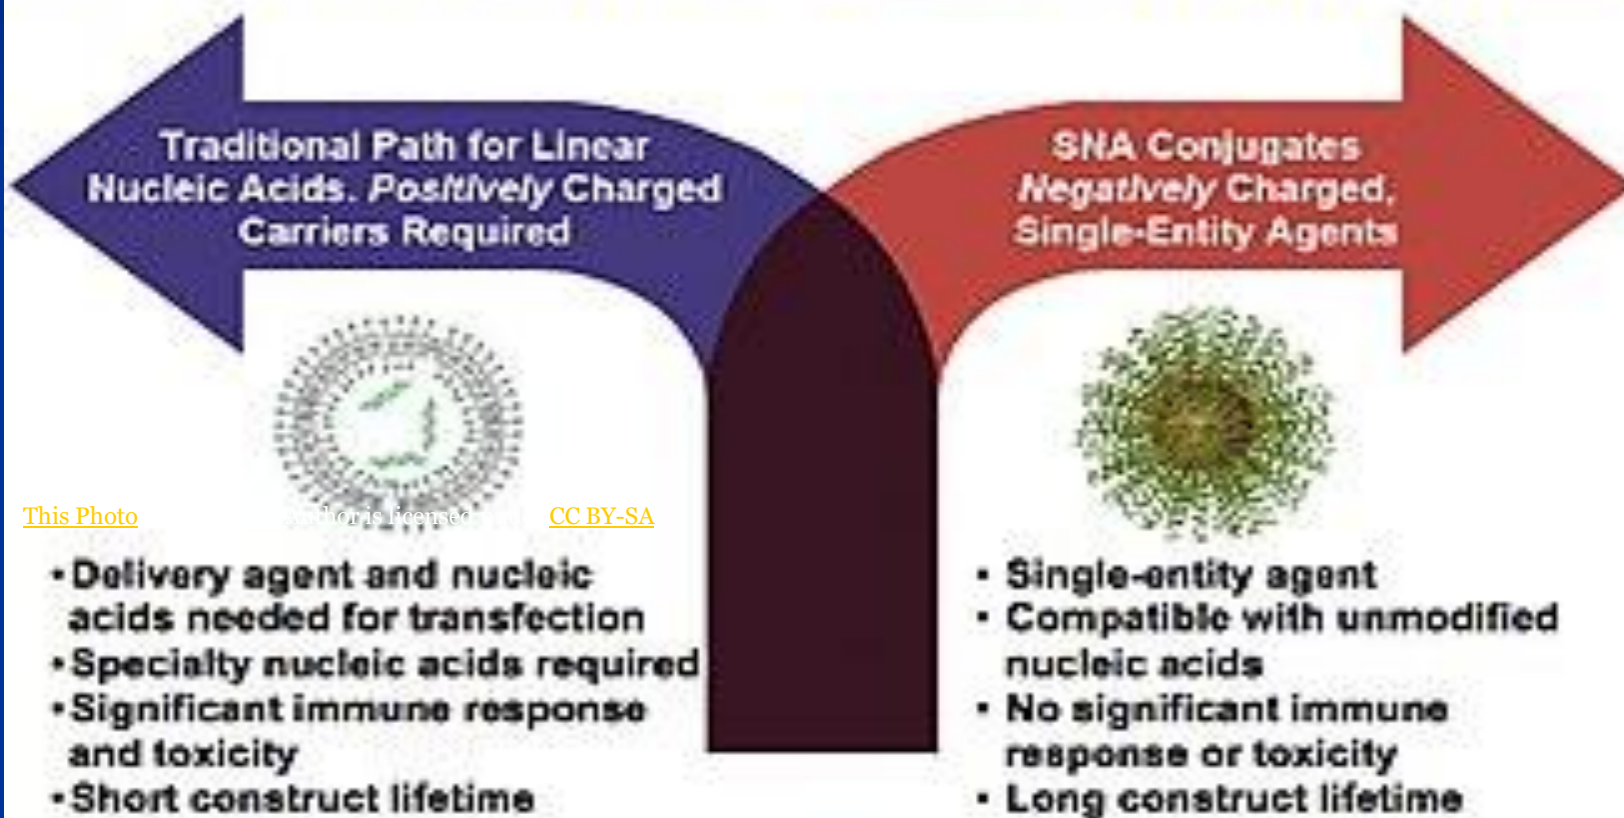 Traditional Path for Linear
Nucleic Acids. Positively Charged
Carriers Required
SNA Conjugates
Negatively Charged,
Single-Entity Agents
This Photo
is licensed
CC BY-SA
•Delivery agent and nucleic
acids needed for transfection
•Specialty nucleic acids required
•Significant immune response
and toxicity
•Short construct lifetime
• Single-entity agent
• Compatible with unmodified
nucleic acids
• No significant immune
response or toxicity
• Long construct lifetime